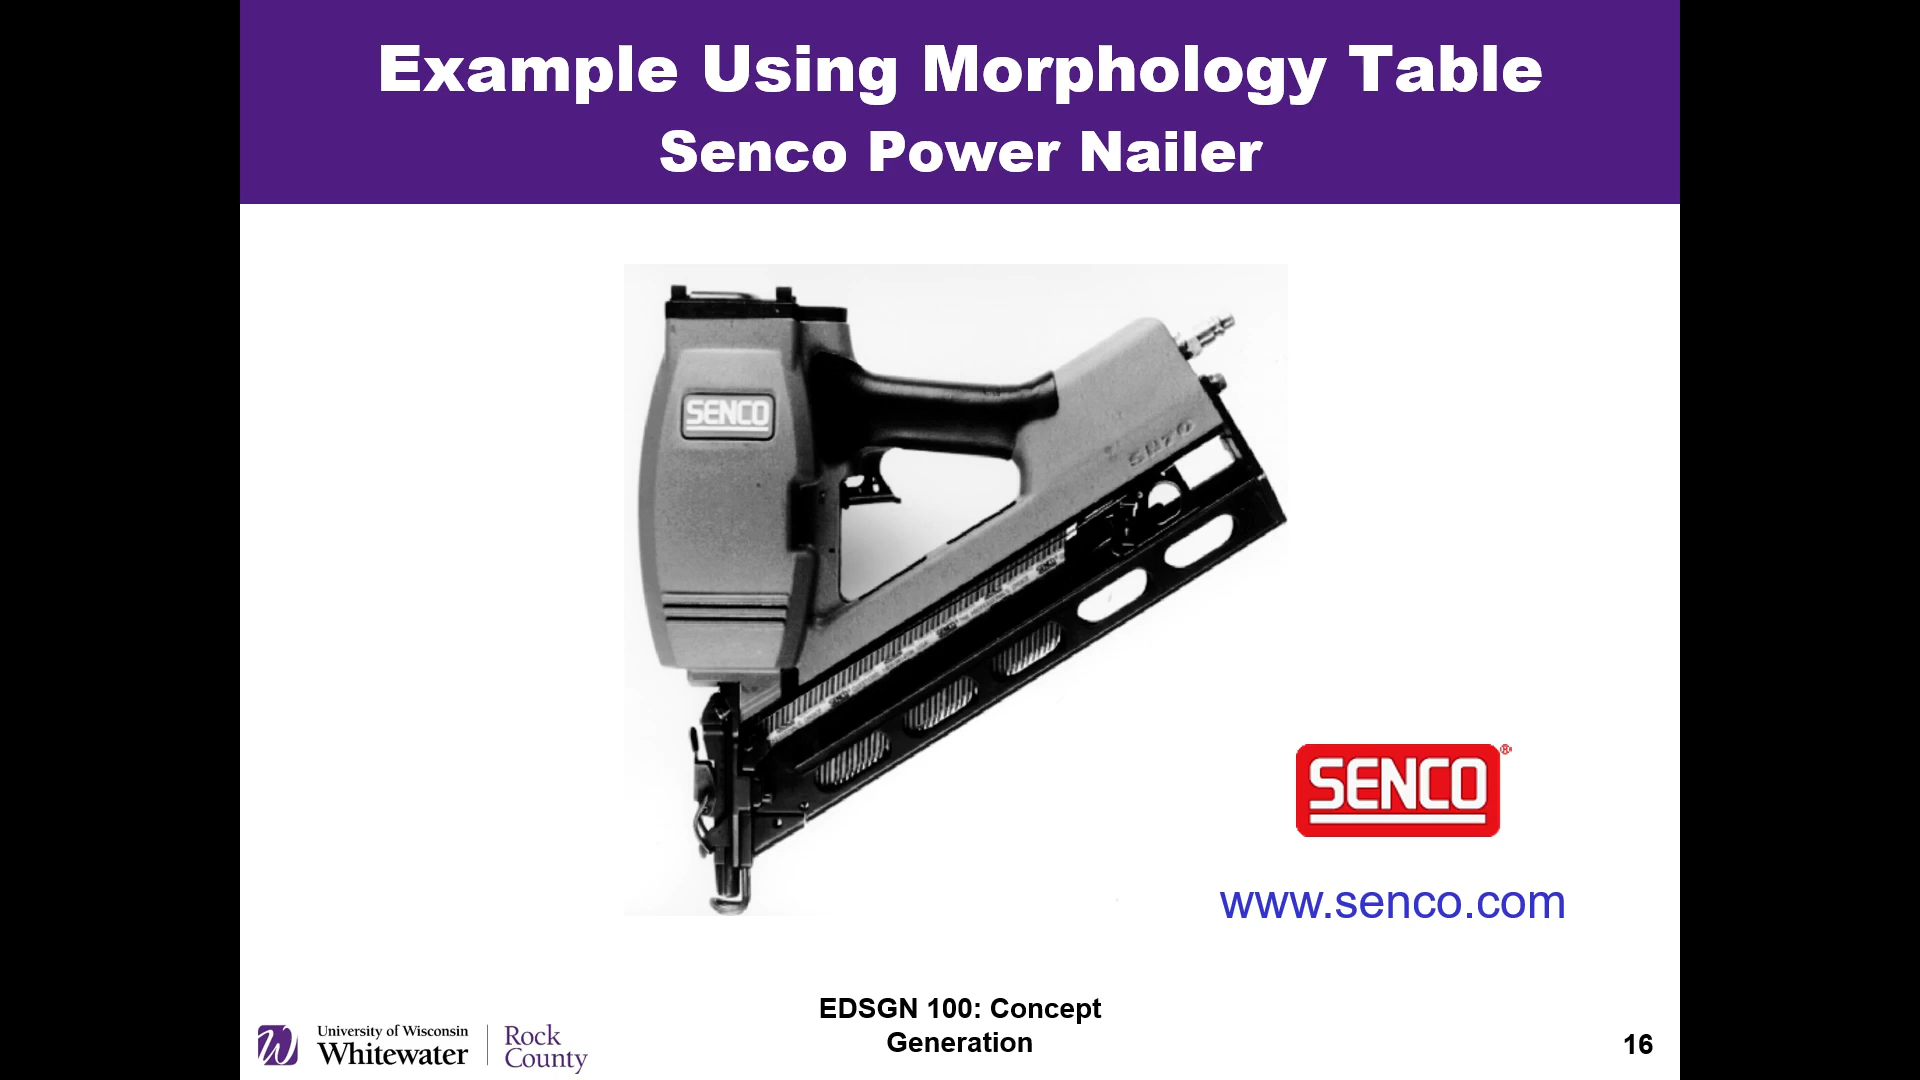 Example Using Morphology Table
Senco Power Nailer
SENCO
SN70
SENCO®
www.senco.com
EDSGN 100: Concept
Generation
University of Wisconsin
Whitewater
Rock
County
16